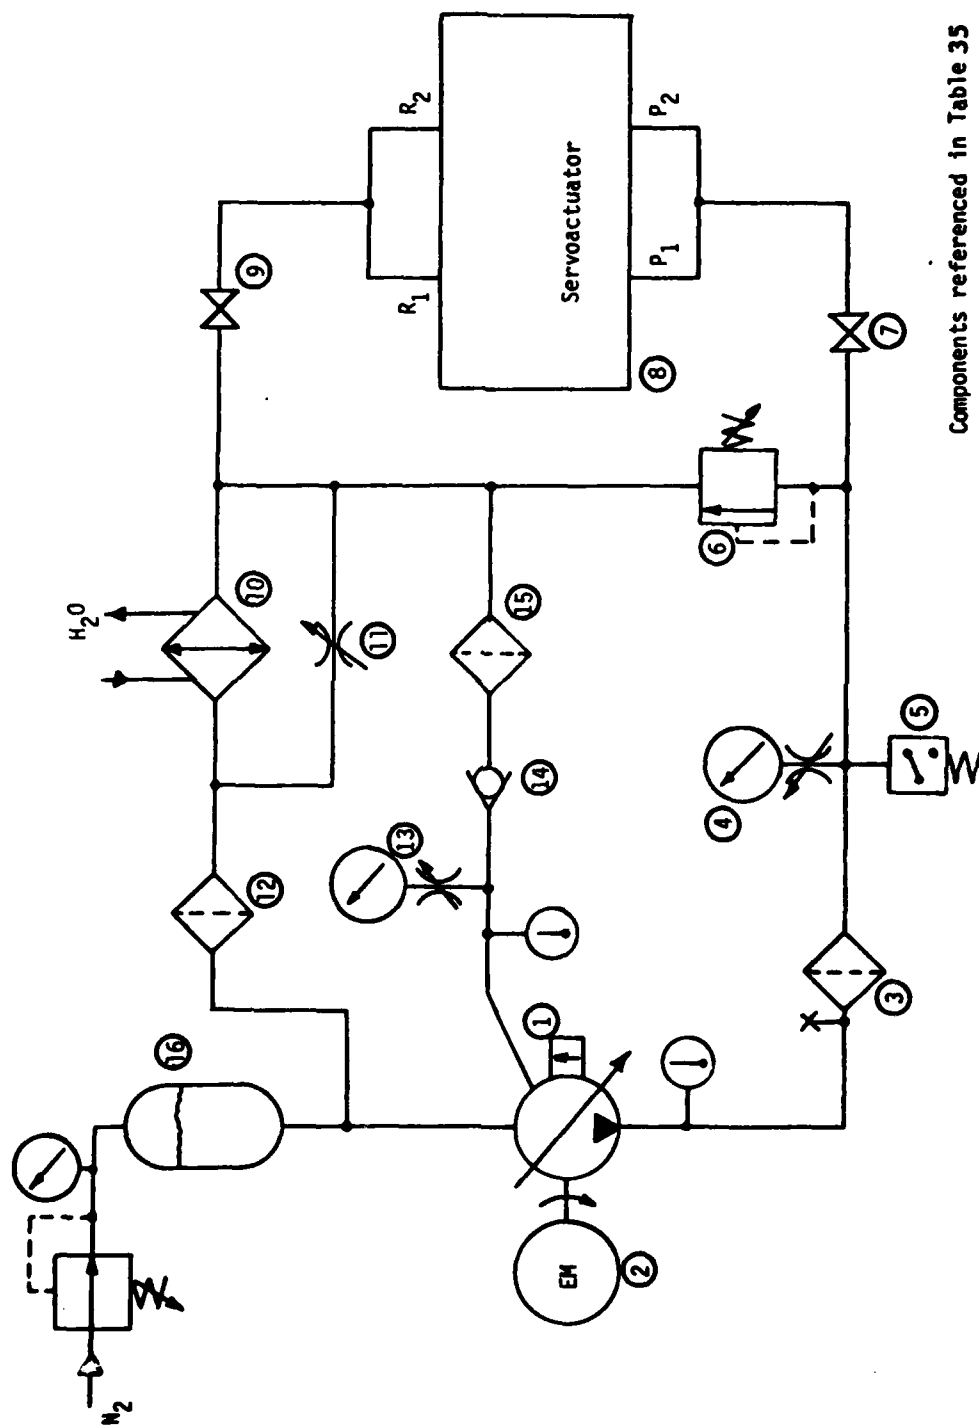 N2
H2O
16
12
10
9
11
13
R1
R2
14
15
1
EM
Servoactuator
2
8
P1
P2
6
4
3
7
5
Components referenced in Table 35